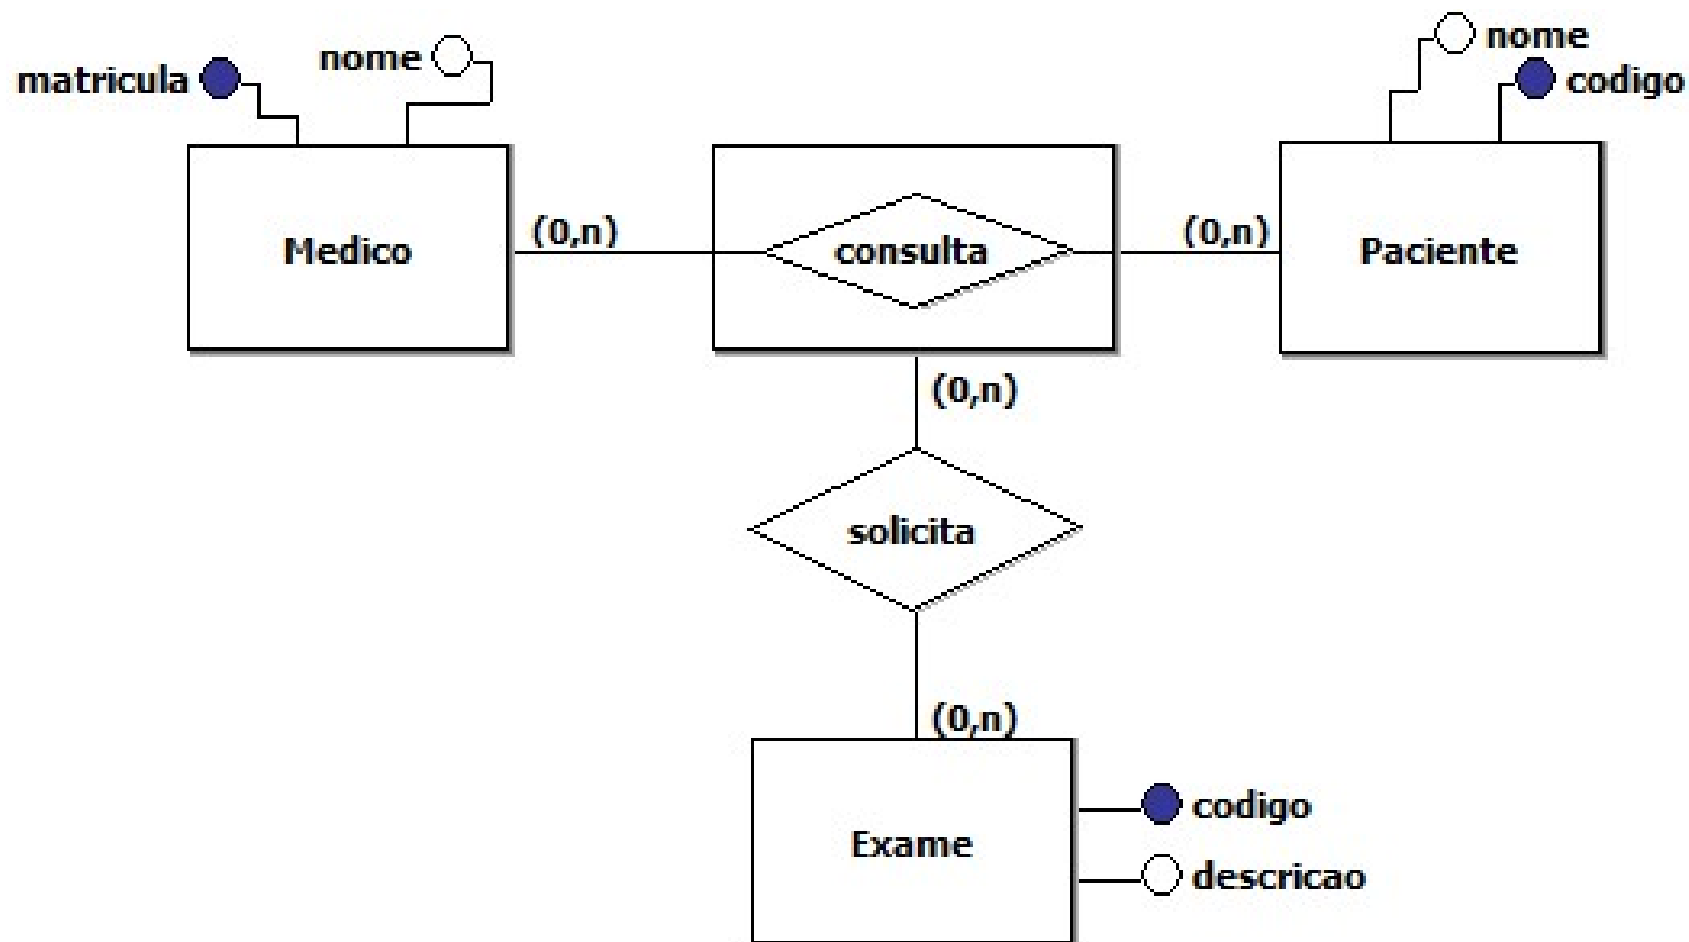 nome
nome
matricula
codigo
(0,n)
(0,n)
Medico
consulta
Paciente
(0,n)
solicita
(0,n)
codigo
Exame
descricao